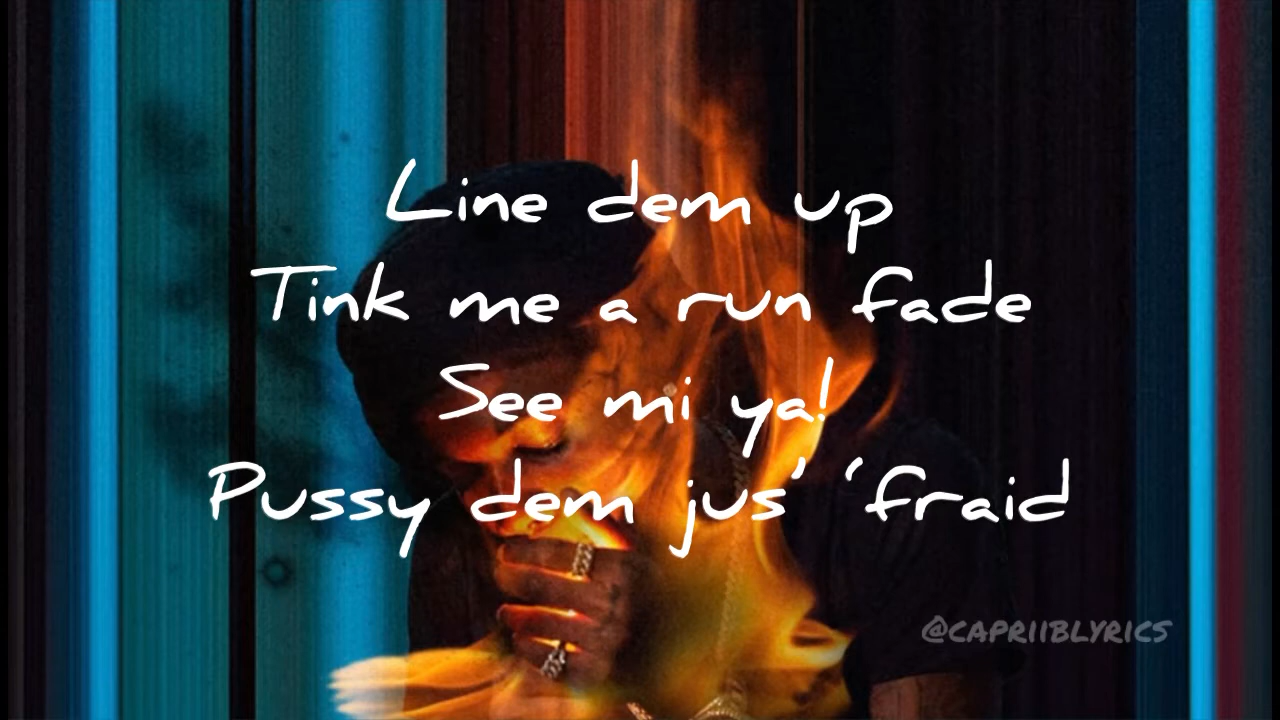 Line dem up
Tink me a run fade
See mi ya!
Pussy dem jus' 'fraid
@CAPRIIBLYRICS